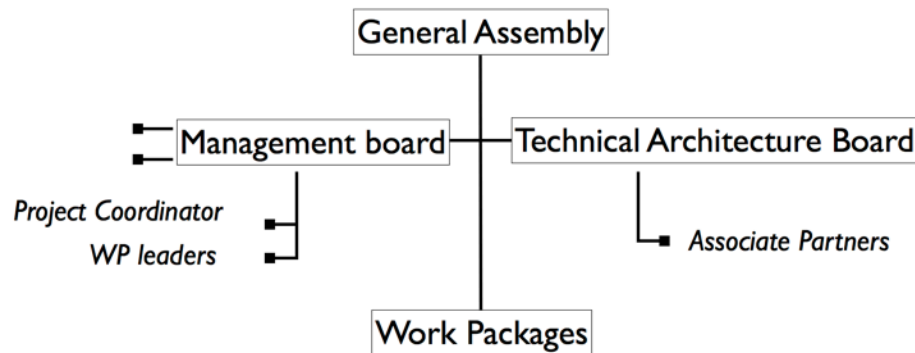 General Assembly
Management board
Technical Architecture Board
Project Coordinator
WP leaders
Associate Partners
Work Packages